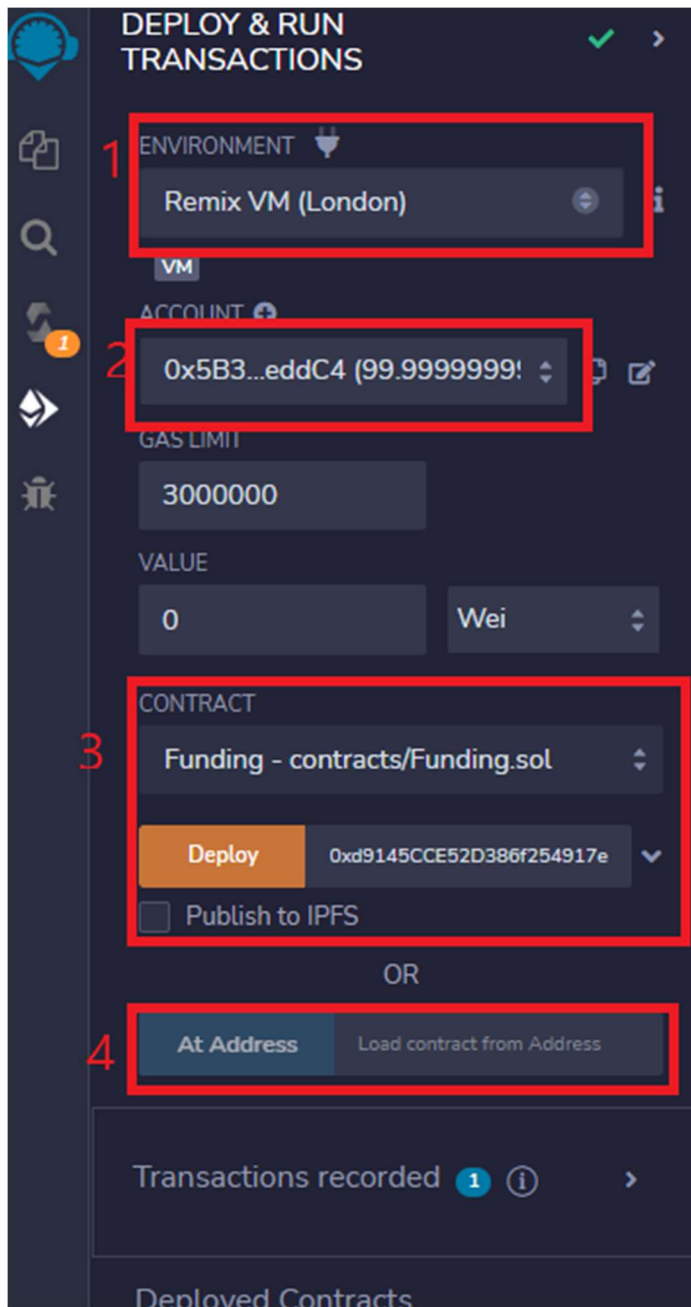 DEPLOY & RUN
TRANSACTIONS
1
ENVIRONMENT
Remix VM (London)
VM
ACCOUNT
1
2
0x5B3...eddC4 (99.9999999
GAS LIMIT
3000000
VALUE
0 Wei
CONTRACT
3
Funding - contracts/Funding.sol
Deploy 0xd9145CCE52D386f254917e
Publish to IPFS
OR
4
At Address Load contract from Address
Transactions recorded 1 i
Deployed Contracts